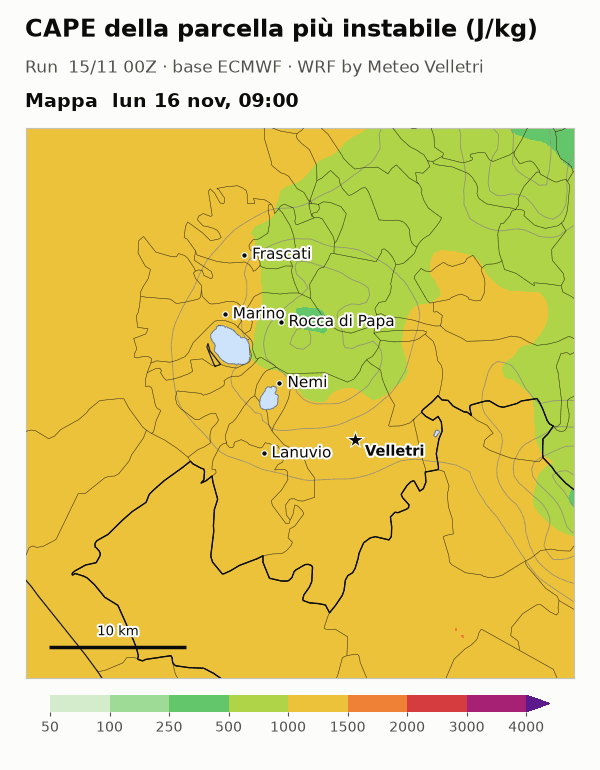 CAPE della parcella più instabile (J/kg)
Run  15/11 00Z · base ECMWF · WRF by Meteo Velletri
Mappa  lun 16 nov, 09:00
Frascati
Marino
Rocca di Papa
Nemi
Velletri
Lanuvio
10 km
50 100 250 500 1000 1500 2000 3000 4000